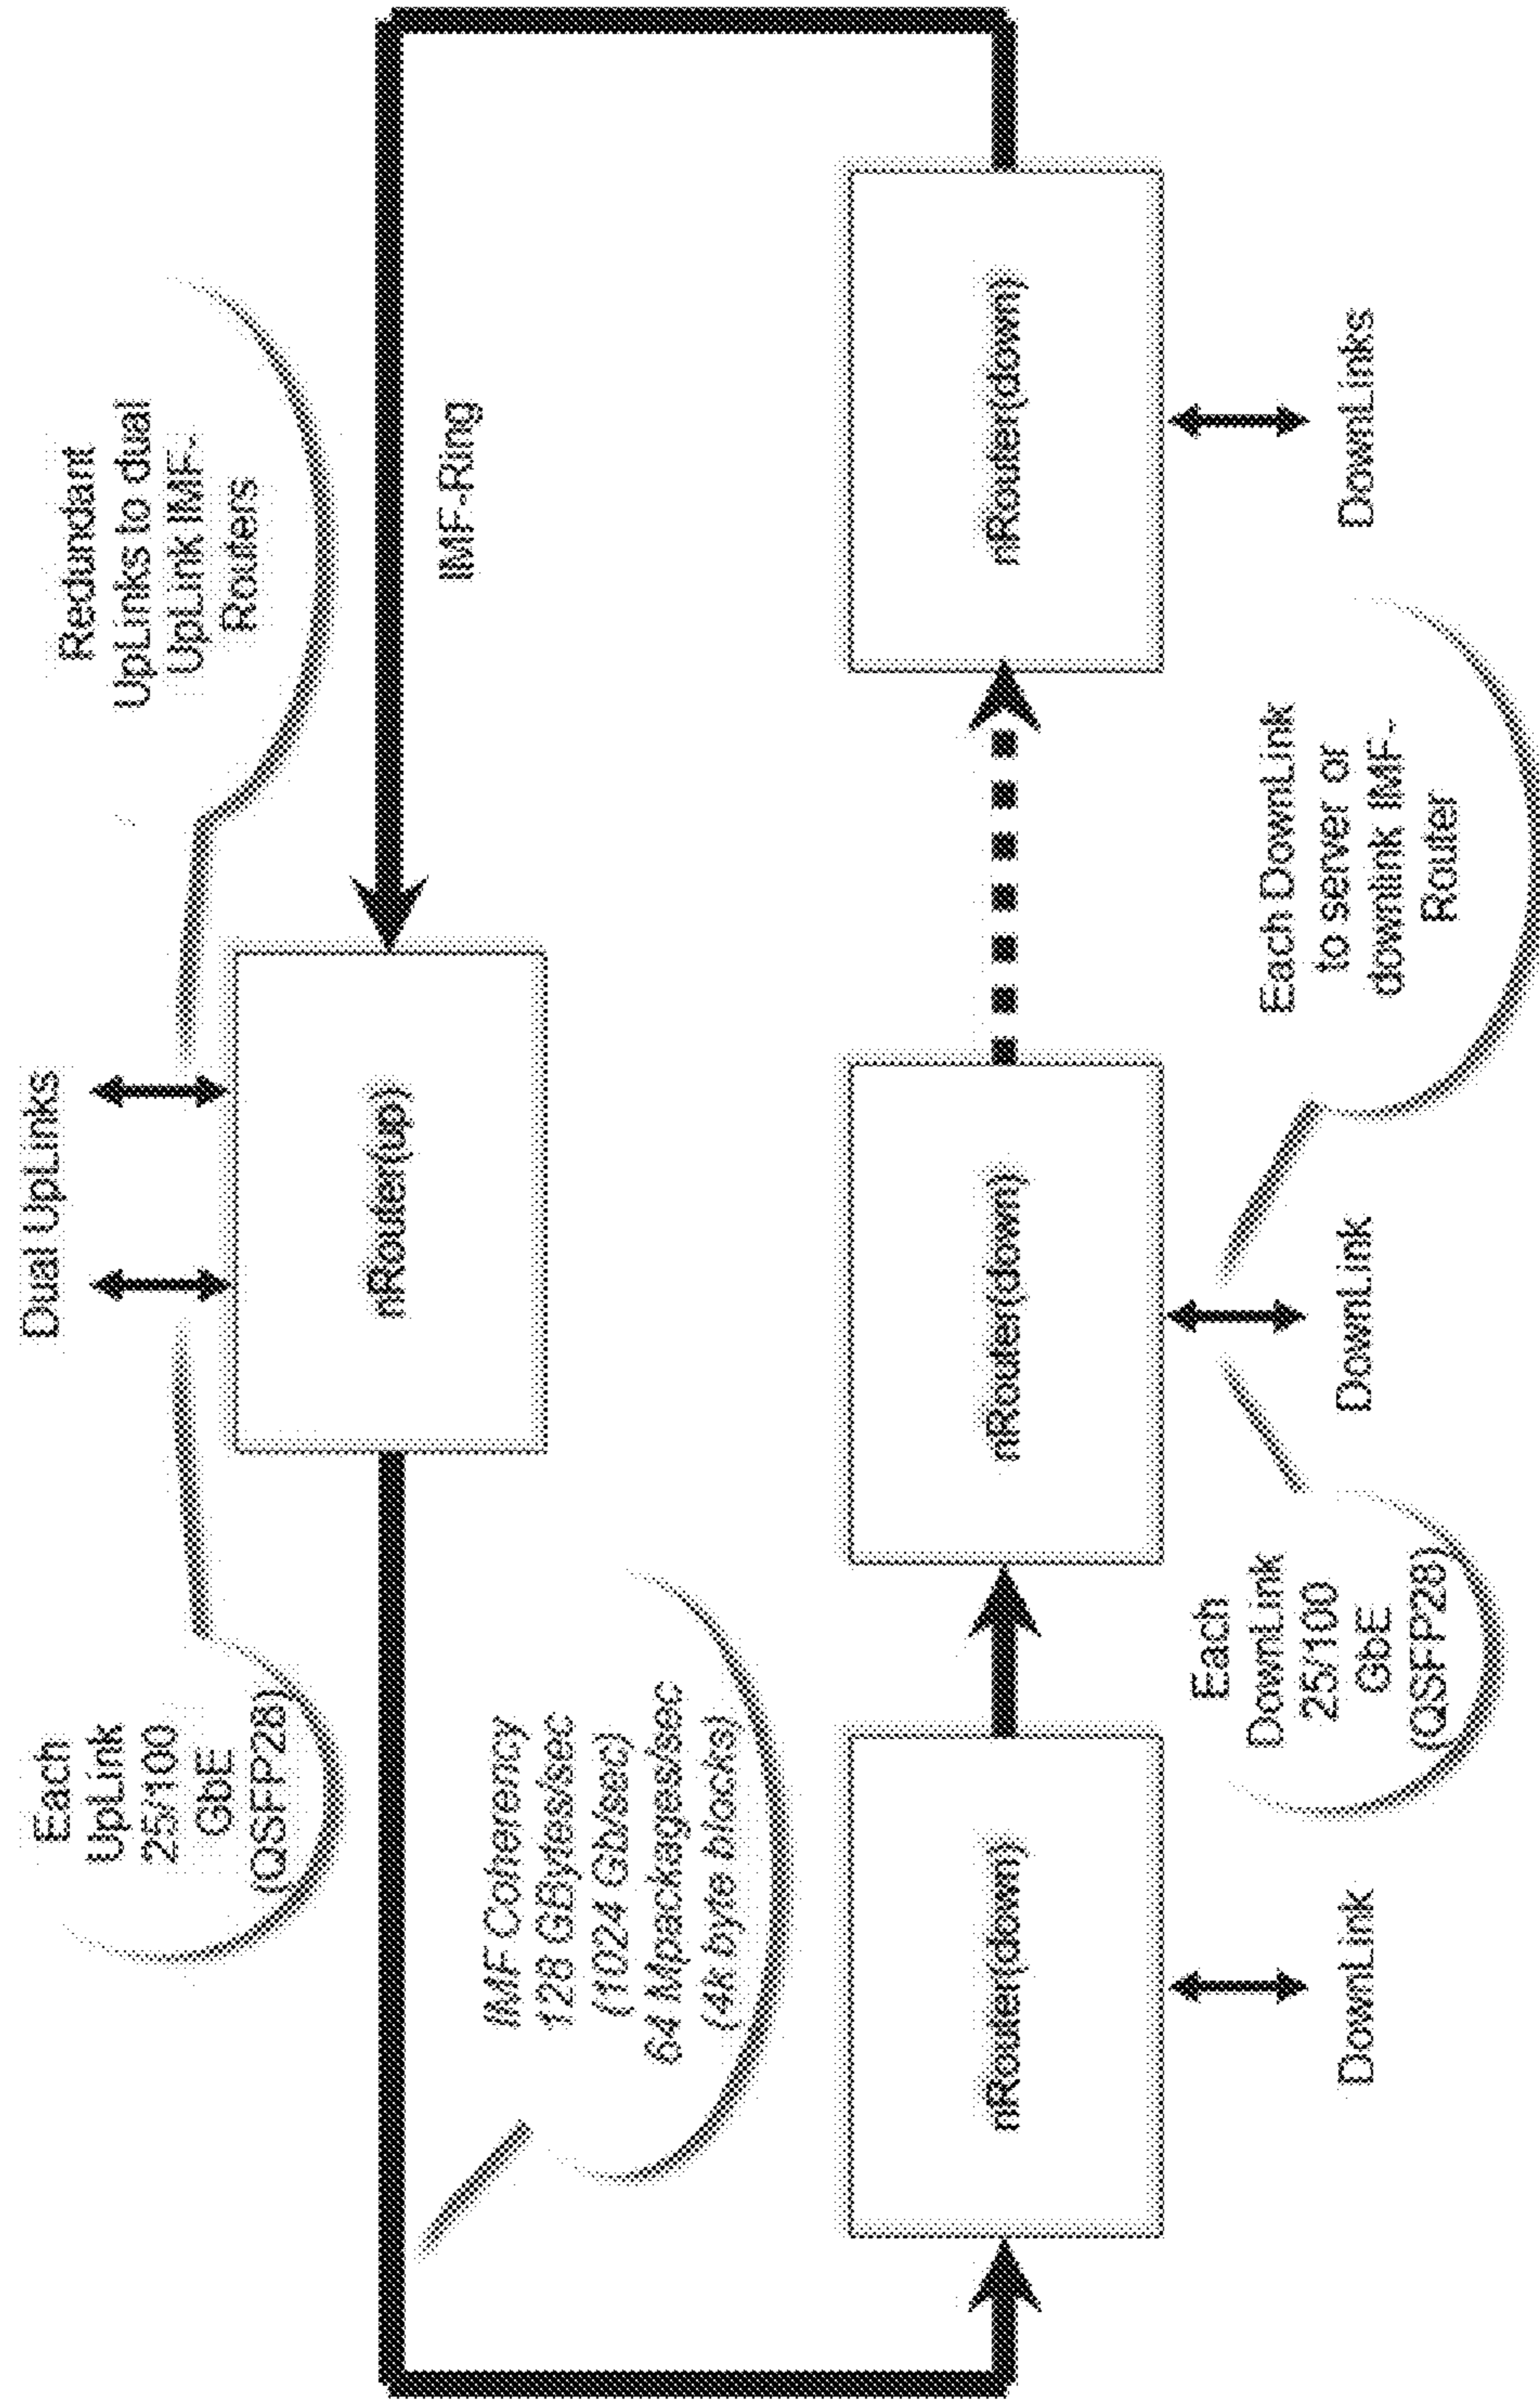 Dual UpLinks
Each
UpLink
25/100
GbE
(QSFP28)
Redundant
UpLinks to dual
UpLink IMF-
Routers
nRouter(up)
IMF-Ring
IMF Coherency
128 GBytes/sec
(1024 Gb/sec)
64 Mpackages/sec
(4k byte blocks)
nRouter(down)
nRouter(down)
nRouter(down)
Each
DownLink
25/100
GbE
(QSFP28)
Each DownLink
to server or
downlink IMF-
Router
DownLink
DownLink
DownLinks